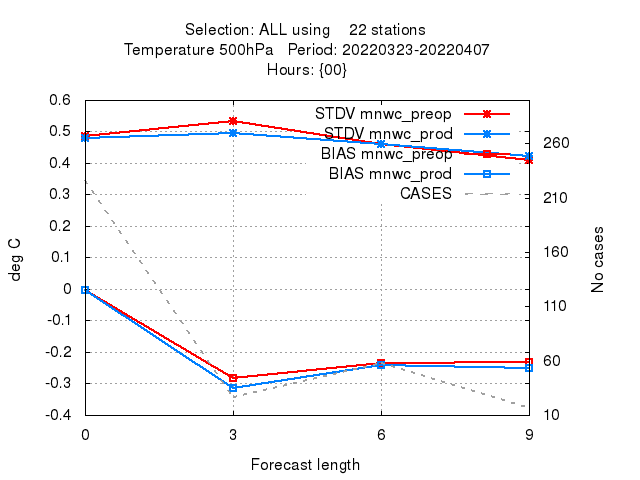 Selection: ALL using 22 stations
Temperature 500hPa Period: 20220323-20220407
Hours: {00}
0.6
0.5
0.4
0.3
0.2
0.1
0
-0.1
-0.2
-0.3
-0.4
deg C
STDV mnwc_preop
STDV mnwc_prod
BIAS mnwc_preop
BIAS mnwc_prod
CASES
260
210
160
110
60
10
No cases
0 3 6 9
Forecast length